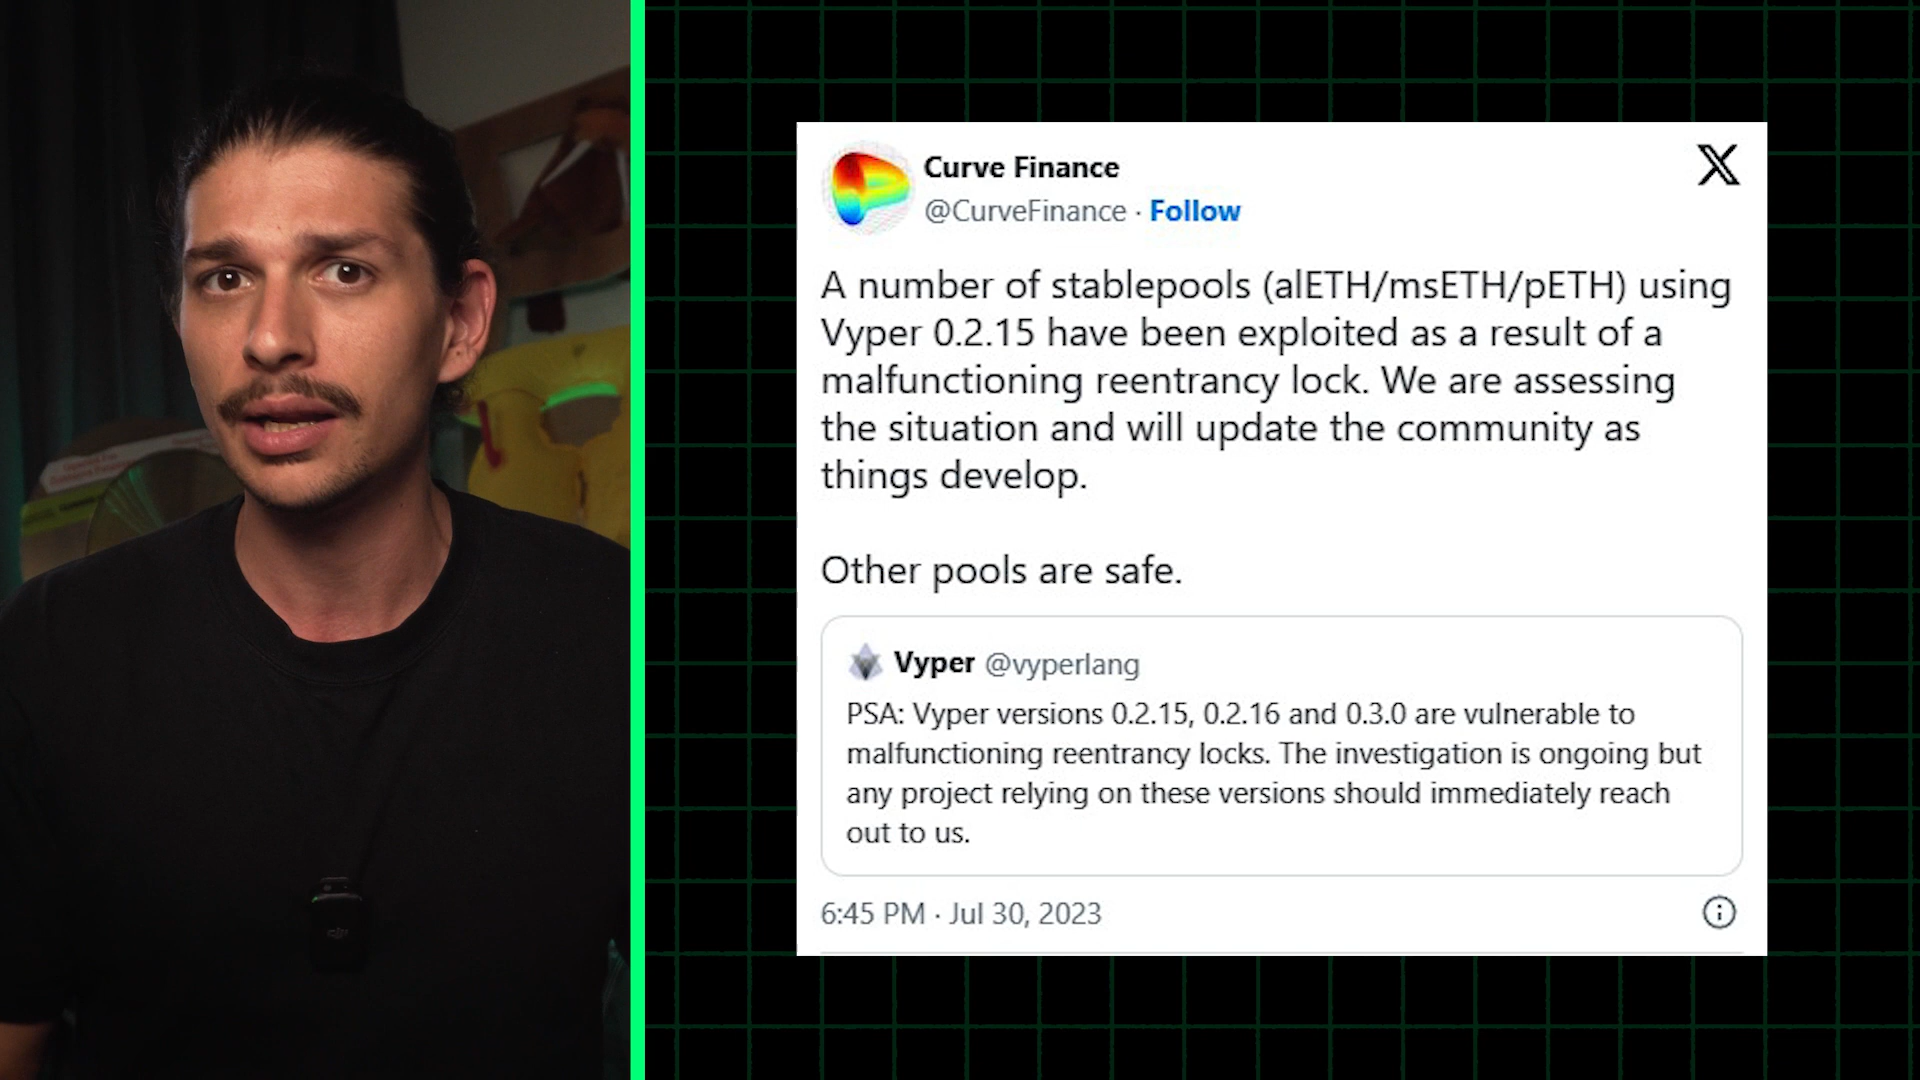 Curve Finance
@CurveFinance · Follow
A number of stablepools (alETH/msETH/pETH) using
Vyper 0.2.15 have been exploited as a result of a
malfunctioning reentrancy lock. We are assessing
the situation and will update the community as
things develop.
Other pools are safe.
Vyper @vyperlang
PSA: Vyper versions 0.2.15, 0.2.16 and 0.3.0 are vulnerable to
malfunctioning reentrancy locks. The investigation is ongoing but
any project relying on these versions should immediately reach
out to us.
6:45 PM · Jul 30, 2023
dji